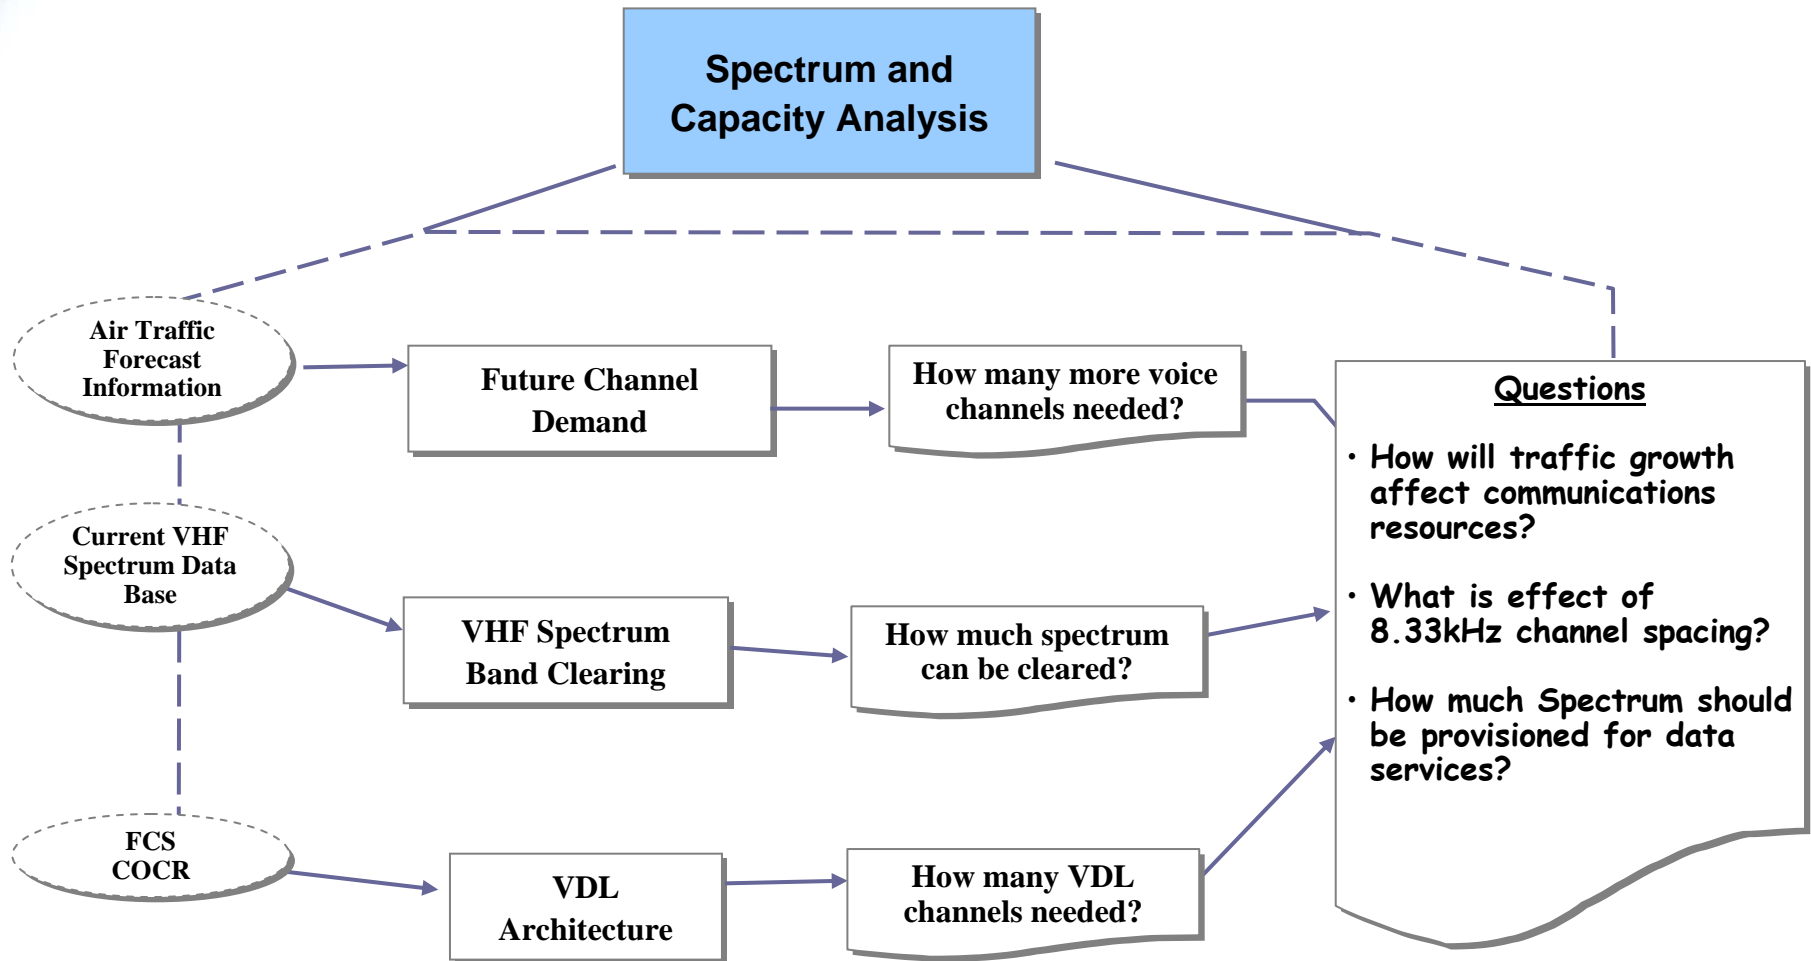 Spectrum and
Capacity Analysis
Air Traffic
Forecast
Information
Future Channel
Demand
How many more voice
channels needed?
Current VHF
Spectrum Data
Base
VHF Spectrum
Band Clearing
How much spectrum
can be cleared?
FCS
COCR
VDL
Architecture
How many VDL
channels needed?
Questions
• How will traffic growth
affect communications
resources?
• What is effect of
8.33kHz channel spacing?
• How much Spectrum should
be provisioned for data
services?